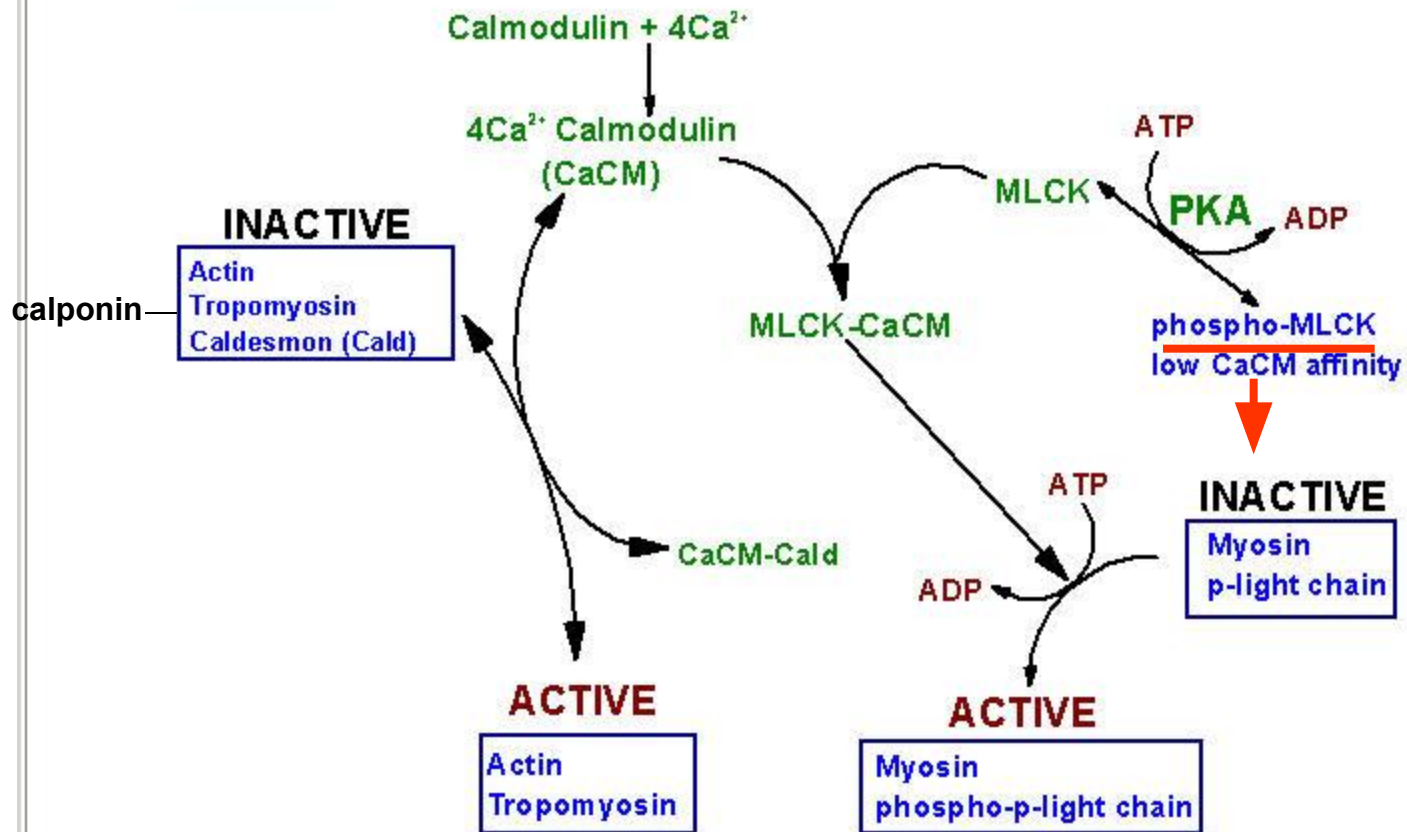 Calmodulin + 4Ca²⁺
4Ca²⁺ Calmodulin
(CaCM)
ATP
MLCK
PKA
ADP
INACTIVE
Actin
Tropomyosin
Caldesmon (Cald)
calponin
MLCK-CaCM
phospho-MLCK
low CaCM affinity
CaCM-Cald
ATP
ADP
INACTIVE
Myosin
p-light chain
ACTIVE
Actin
Tropomyosin
ACTIVE
Myosin
phospho-p-light chain